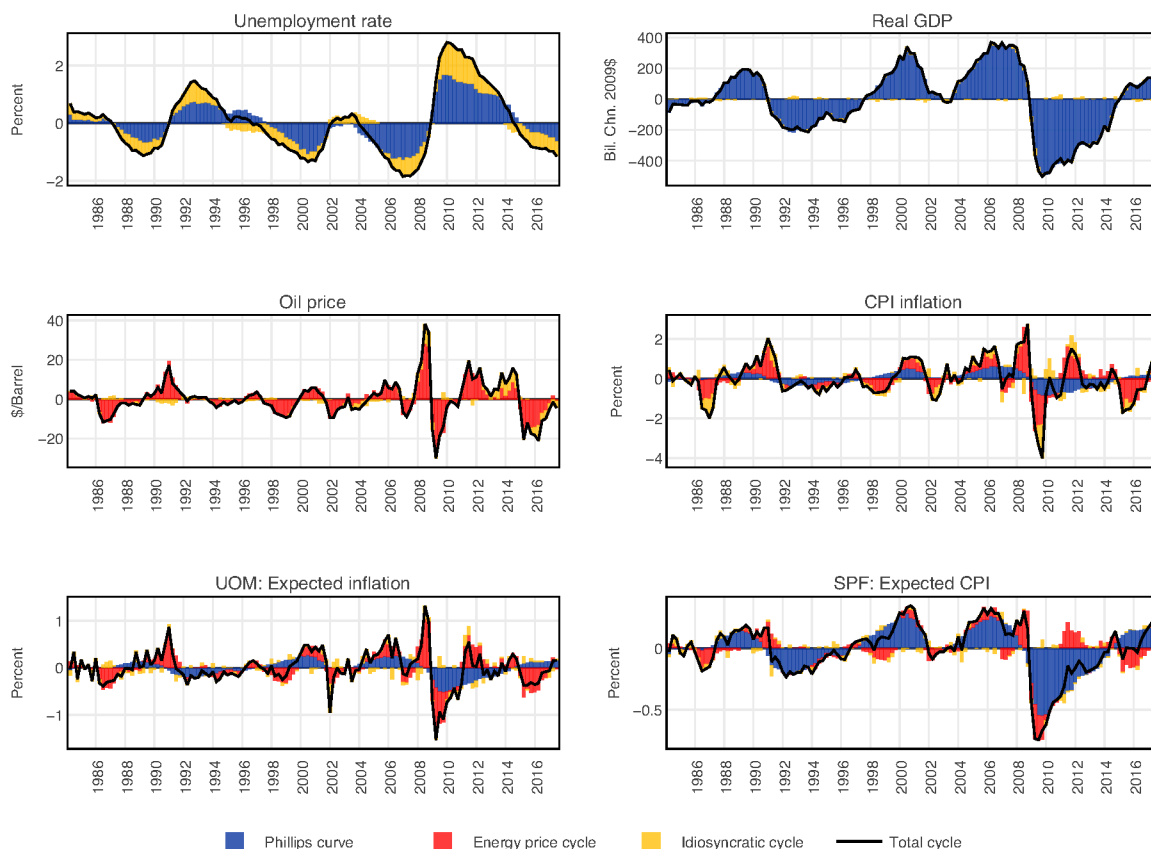 Unemployment rate
Percent
2
0
−2
1986 1988 1990 1992 1994 1996 1998 2000 2002 2004 2006 2008 2010 2012 2014 2016
Real GDP
Bil. Chn. 2009$
400
200
0
−200
−400
1986 1988 1990 1992 1994 1996 1998 2000 2002 2004 2006 2008 2010 2012 2014 2016
Oil price
$/Barrel
40
20
0
−20
1986 1988 1990 1992 1994 1996 1998 2000 2002 2004 2006 2008 2010 2012 2014 2016
CPI inflation
Percent
2
0
−2
−4
1986 1988 1990 1992 1994 1996 1998 2000 2002 2004 2006 2008 2010 2012 2014 2016
UOM: Expected inflation
Percent
1
0
−1
1986 1988 1990 1992 1994 1996 1998 2000 2002 2004 2006 2008 2010 2012 2014 2016
SPF: Expected CPI
Percent
0
−0.5
1986 1988 1990 1992 1994 1996 1998 2000 2002 2004 2006 2008 2010 2012 2014 2016
Phillips curve Energy price cycle Idiosyncratic cycle Total cycle